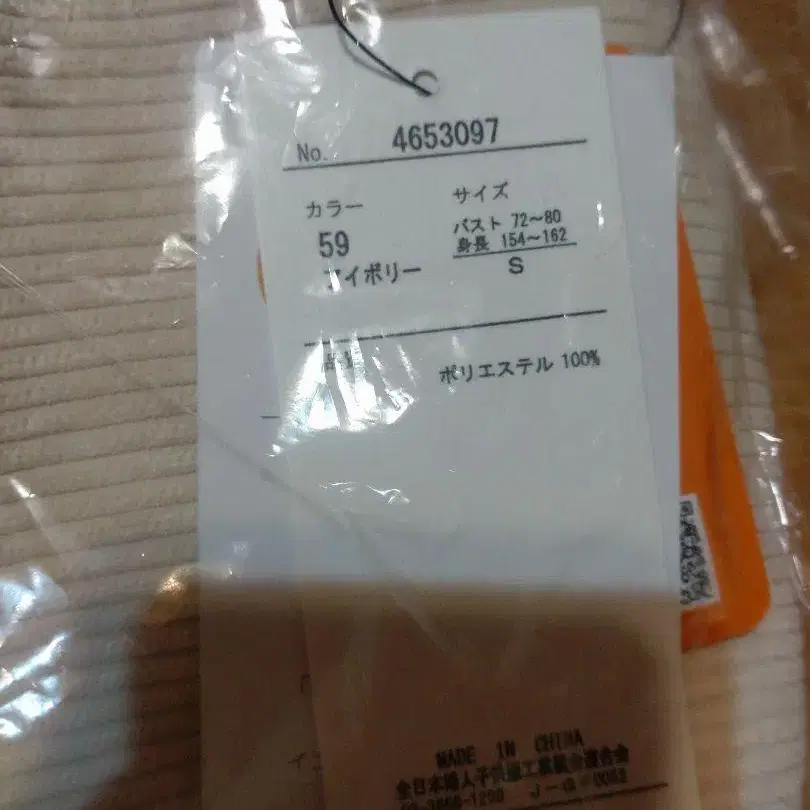 No. 4653097
カラー
59
アイボリー
サイズ
バスト 72〜80
身長 154〜162
S
ポリエステル 100%
MADE IN CHINA
全日本婦人子供服工業組合連合会